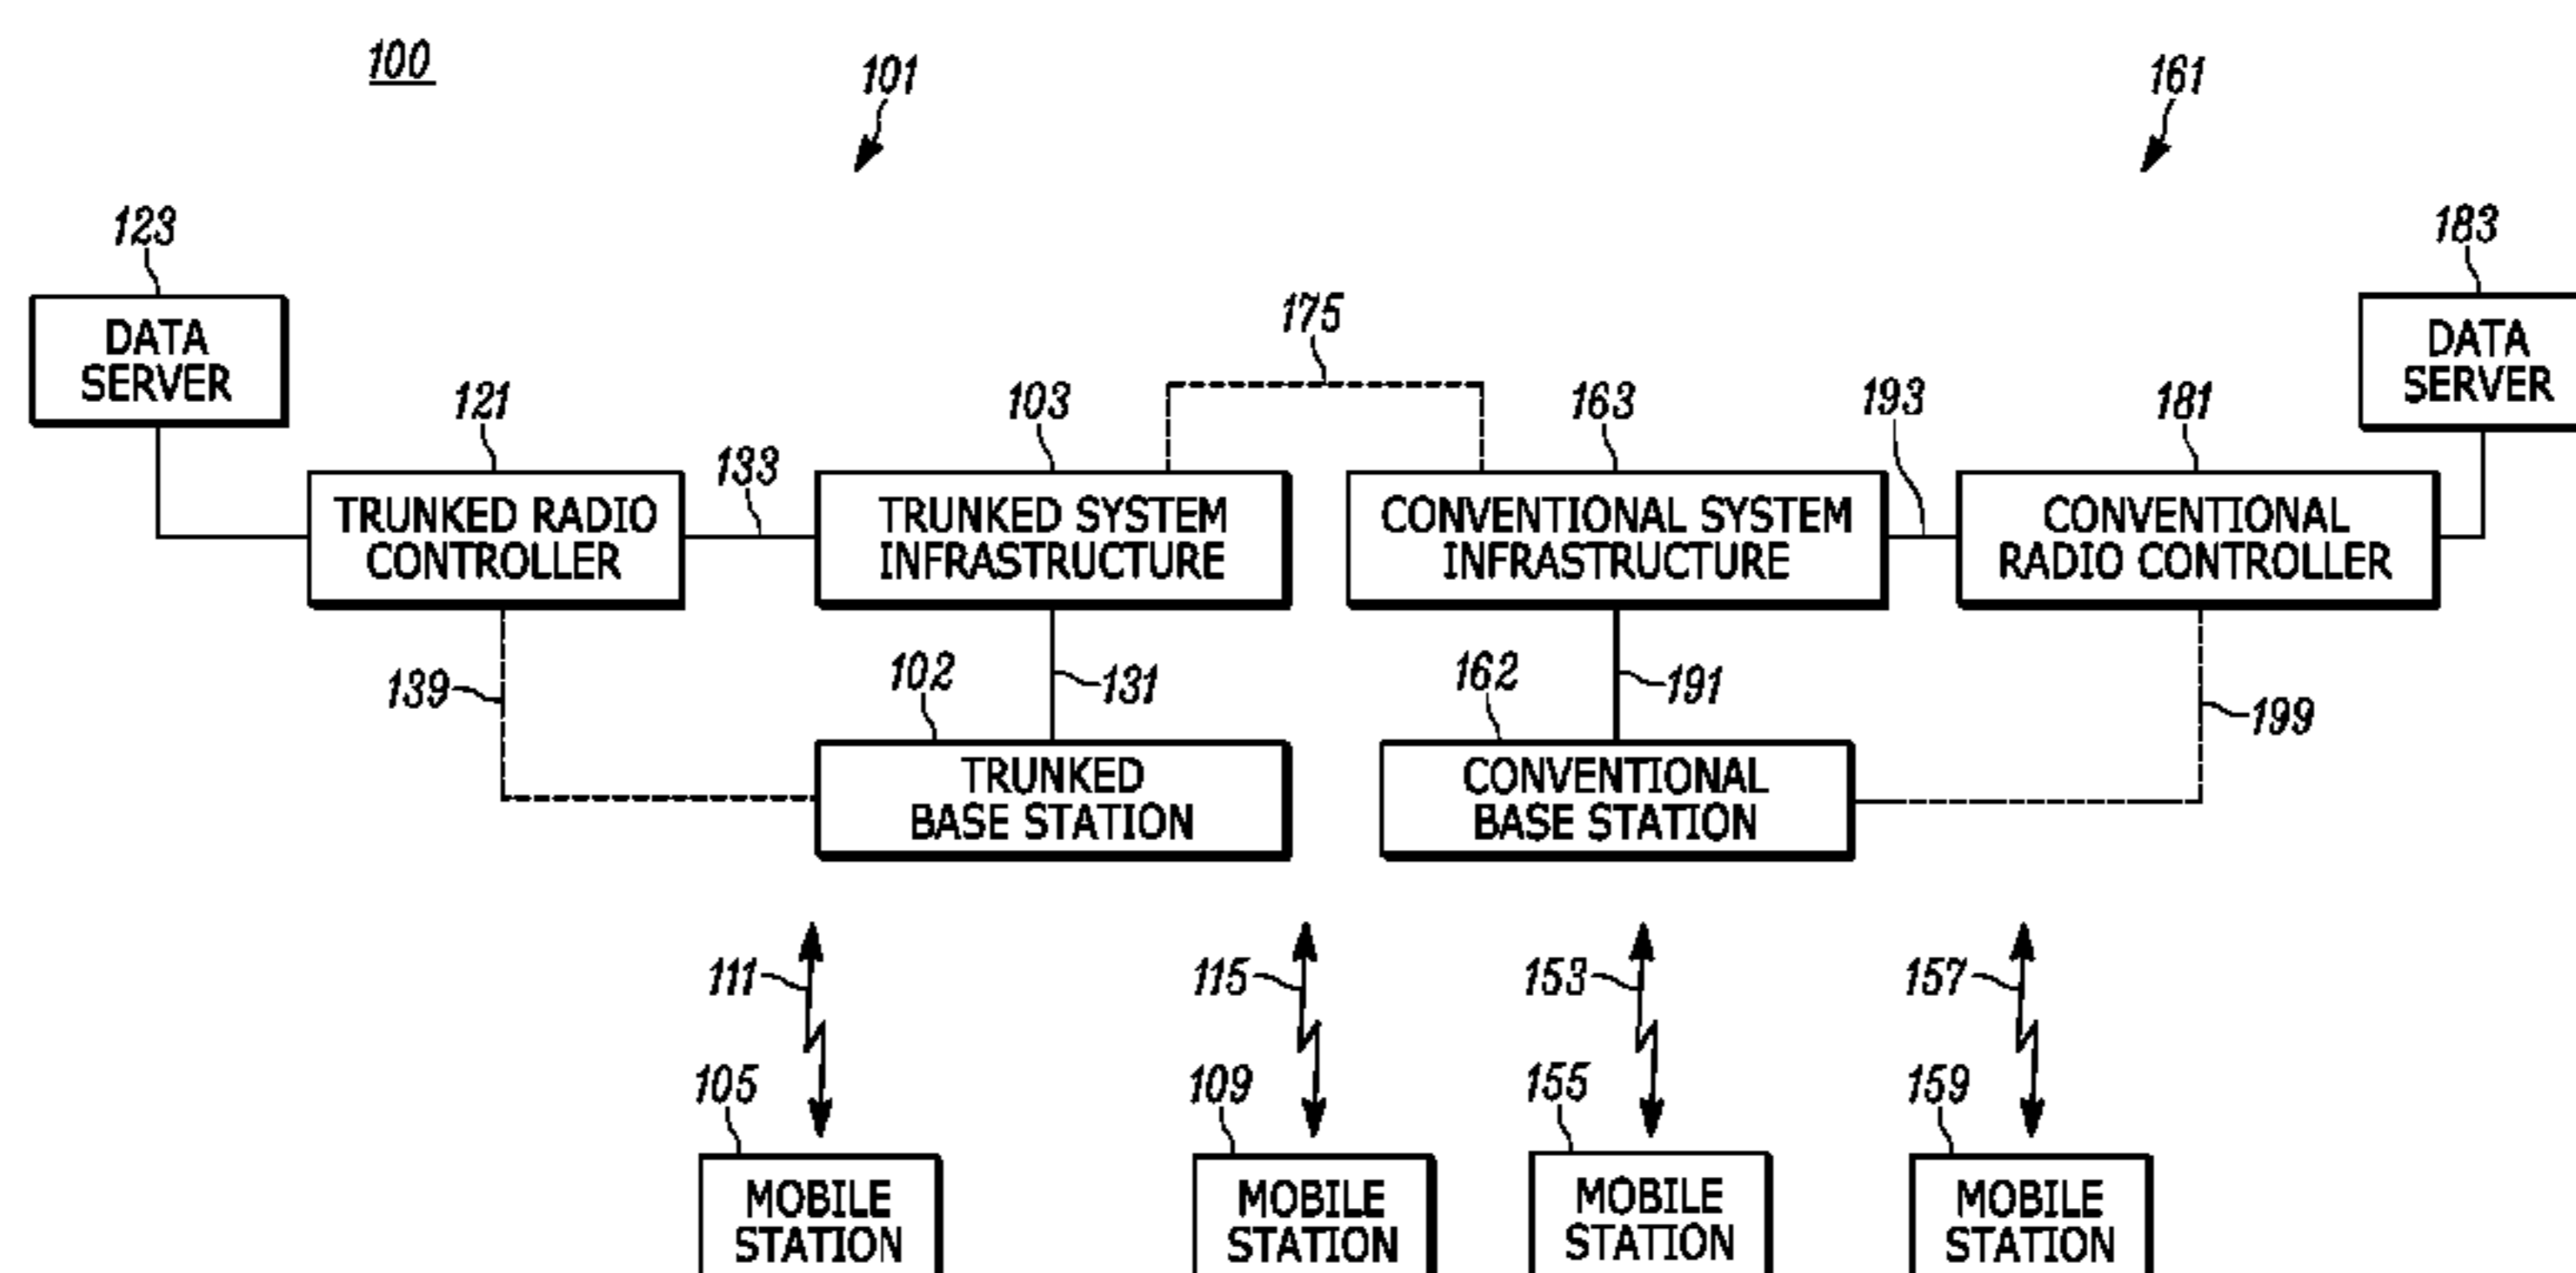 100
101
161
123
183
DATA
SERVER
DATA
SERVER
175
121
103
163
193
181
133
TRUNKED RADIO
CONTROLLER
TRUNKED SYSTEM
INFRASTRUCTURE
CONVENTIONAL SYSTEM
INFRASTRUCTURE
CONVENTIONAL
RADIO CONTROLLER
139
102
131
162
191
199
TRUNKED
BASE STATION
CONVENTIONAL
BASE STATION
111
115
153
157
105
109
155
159
MOBILE
STATION
MOBILE
STATION
MOBILE
STATION
MOBILE
STATION